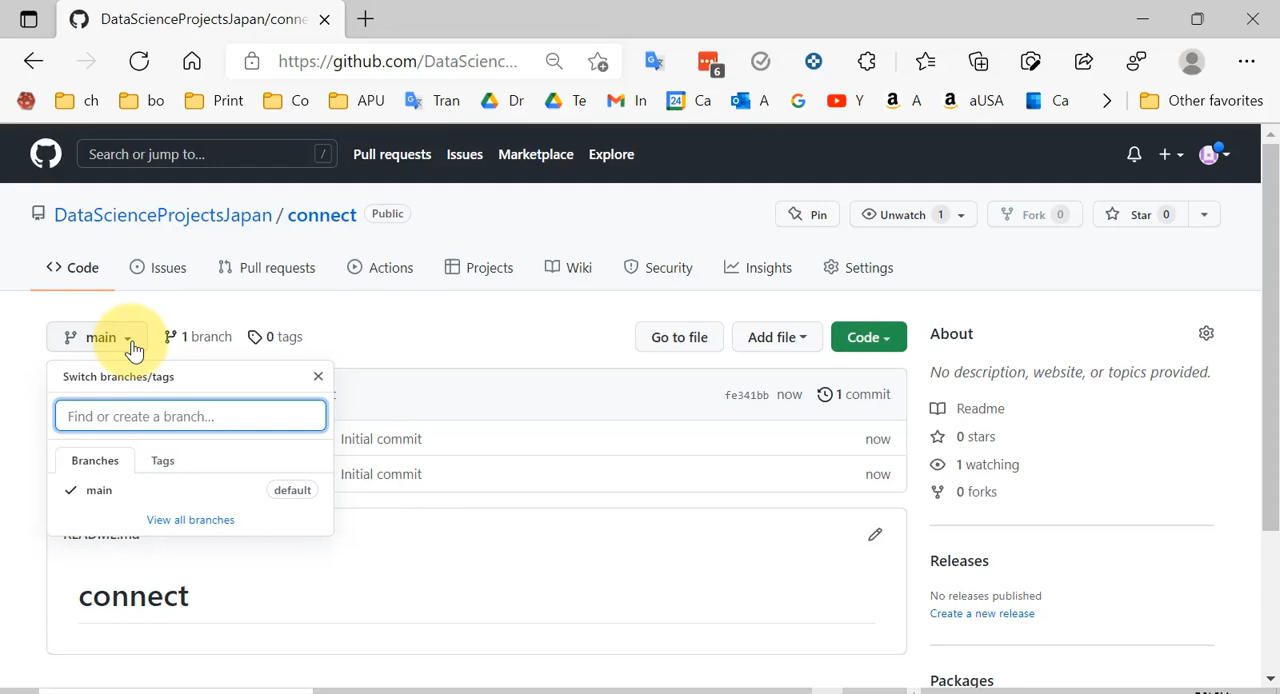 DataScienceProjectsJapan/conne
https://github.com/DataScienc...
6
ch bo Print Co APU Tran Dr Te In 24 Ca A Y A aUSA Ca Other favorites
Search or jump to... / Pull requests Issues Marketplace Explore
DataScienceProjectsJapan / connect Public Pin Unwatch 1 Fork 0 Star 0
Code Issues Pull requests Actions Projects Wiki Security Insights Settings
main 1 branch 0 tags Go to file Add file Code About
Switch branches/tags
No description, website, or topics provided.
fe341bb now 1 commit
Find or create a branch...
Readme
Initial commit now
0 stars
Branches Tags
1 watching
Initial commit now
main default
0 forks
View all branches
README.md
Releases
connect
No releases published
Create a new release
Packages